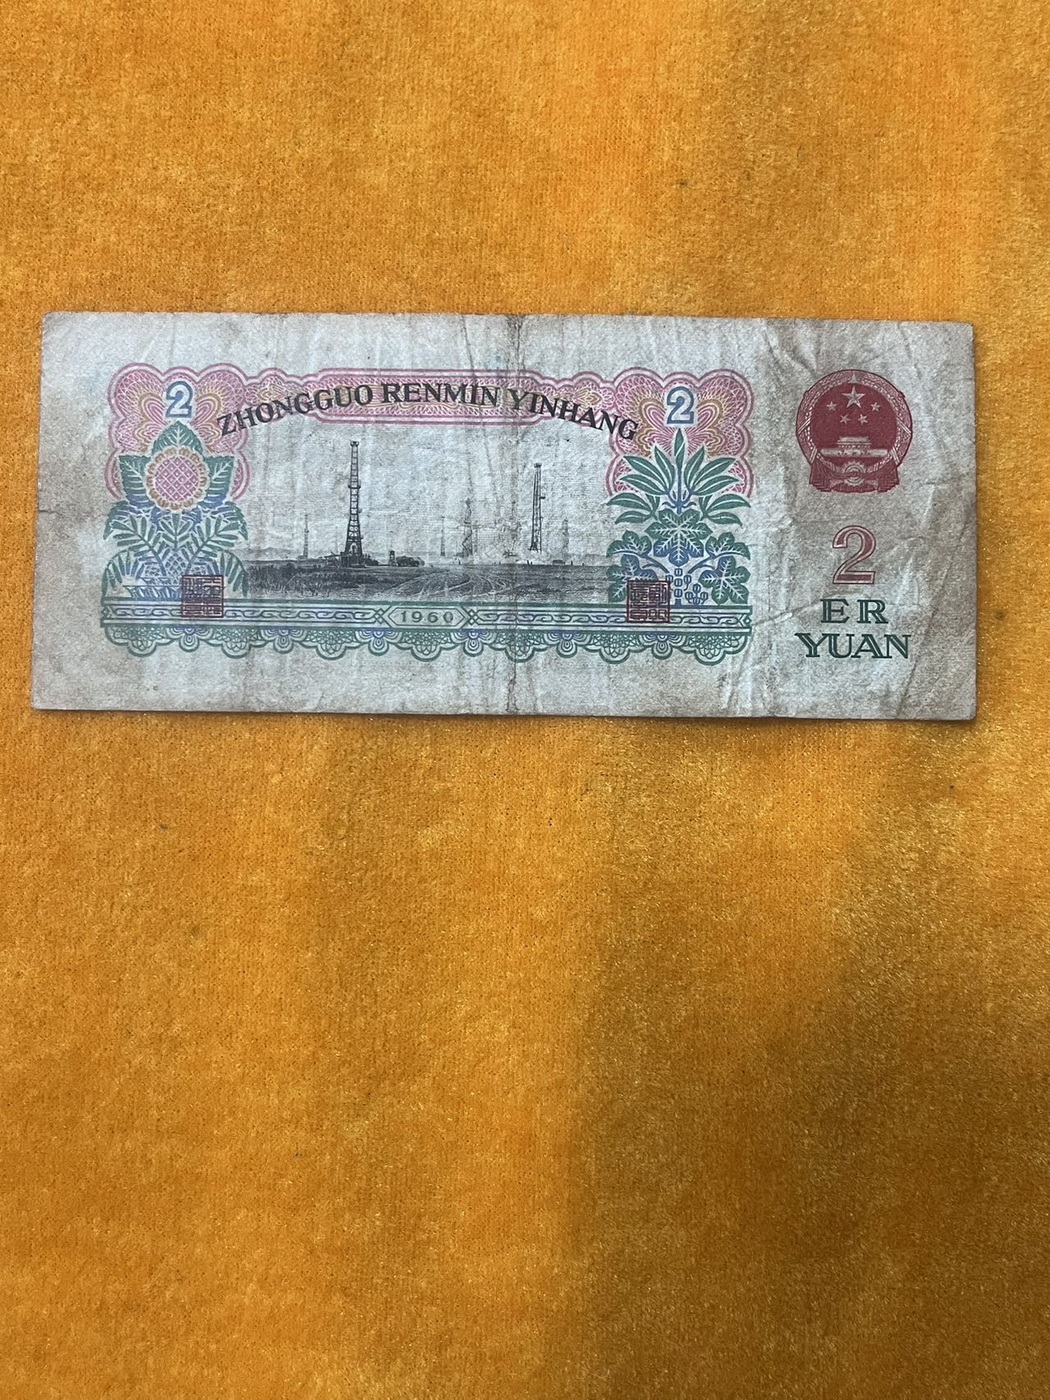 2
ZHONGGUO RENMIN YINHANG
2
1960
2
ER
YUAN